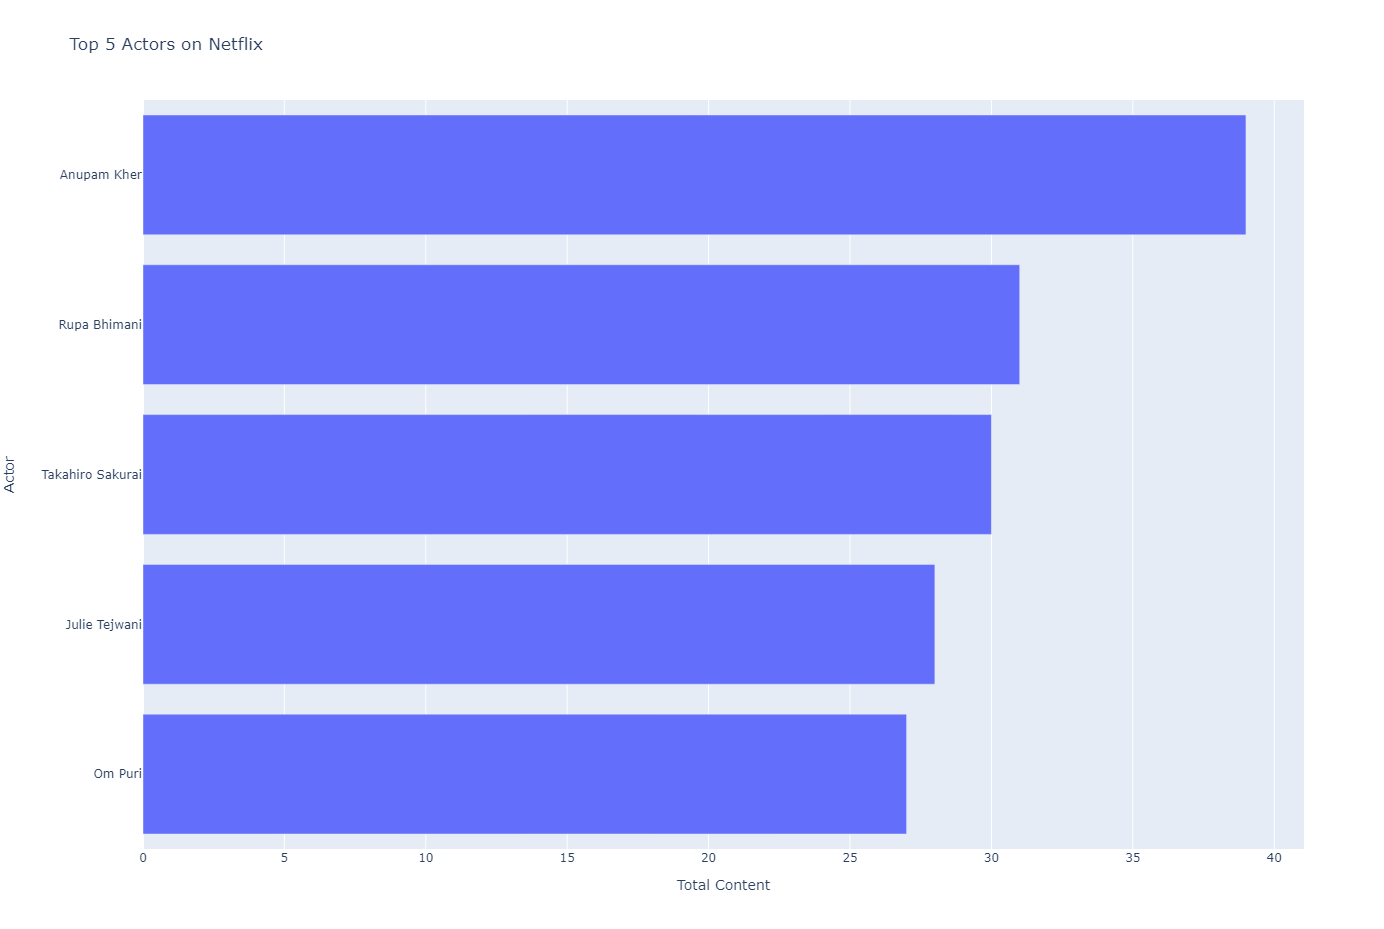 Top 5 Actors on Netflix
Anupam Kher
Rupa Bhimani
Takahiro Sakurai
Julie Tejwani
Om Puri
Actor
0 5 10 15 20 25 30 35 40
Total Content